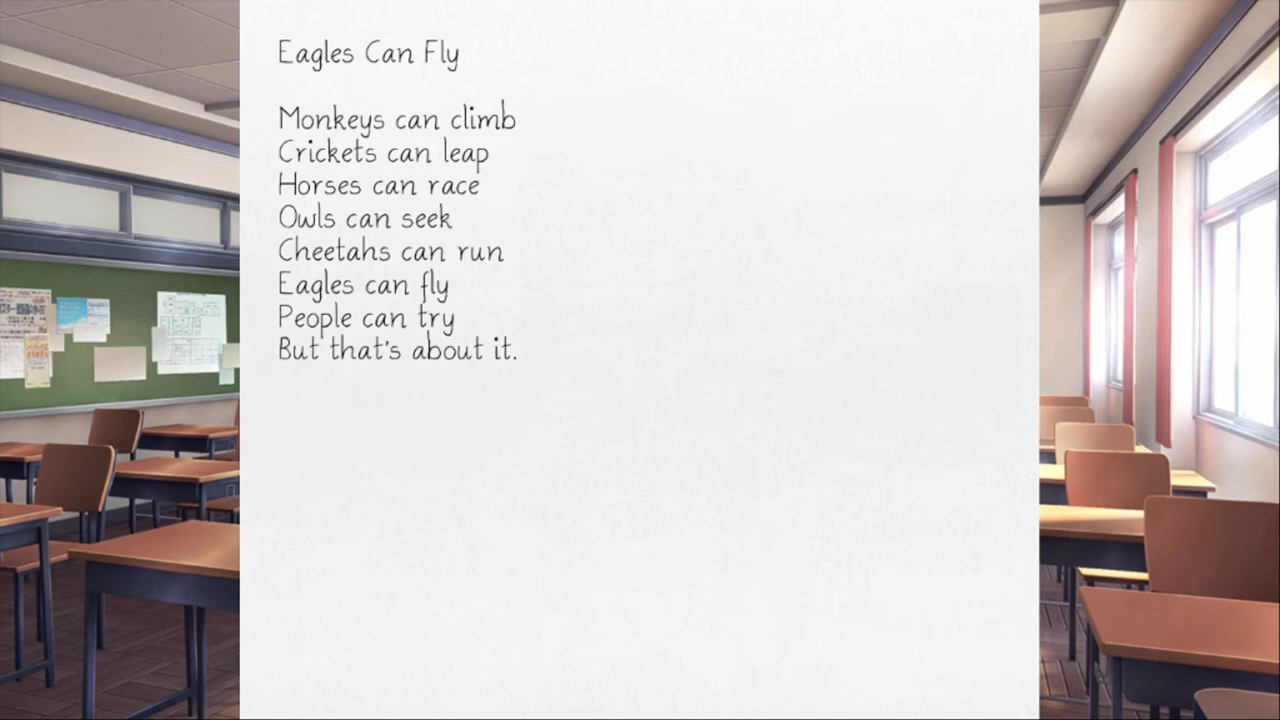 Eagles Can Fly
Monkeys can climb
Crickets can leap
Horses can race
Owls can seek
Cheetahs can run
Eagles can fly
People can try
But that's about it.